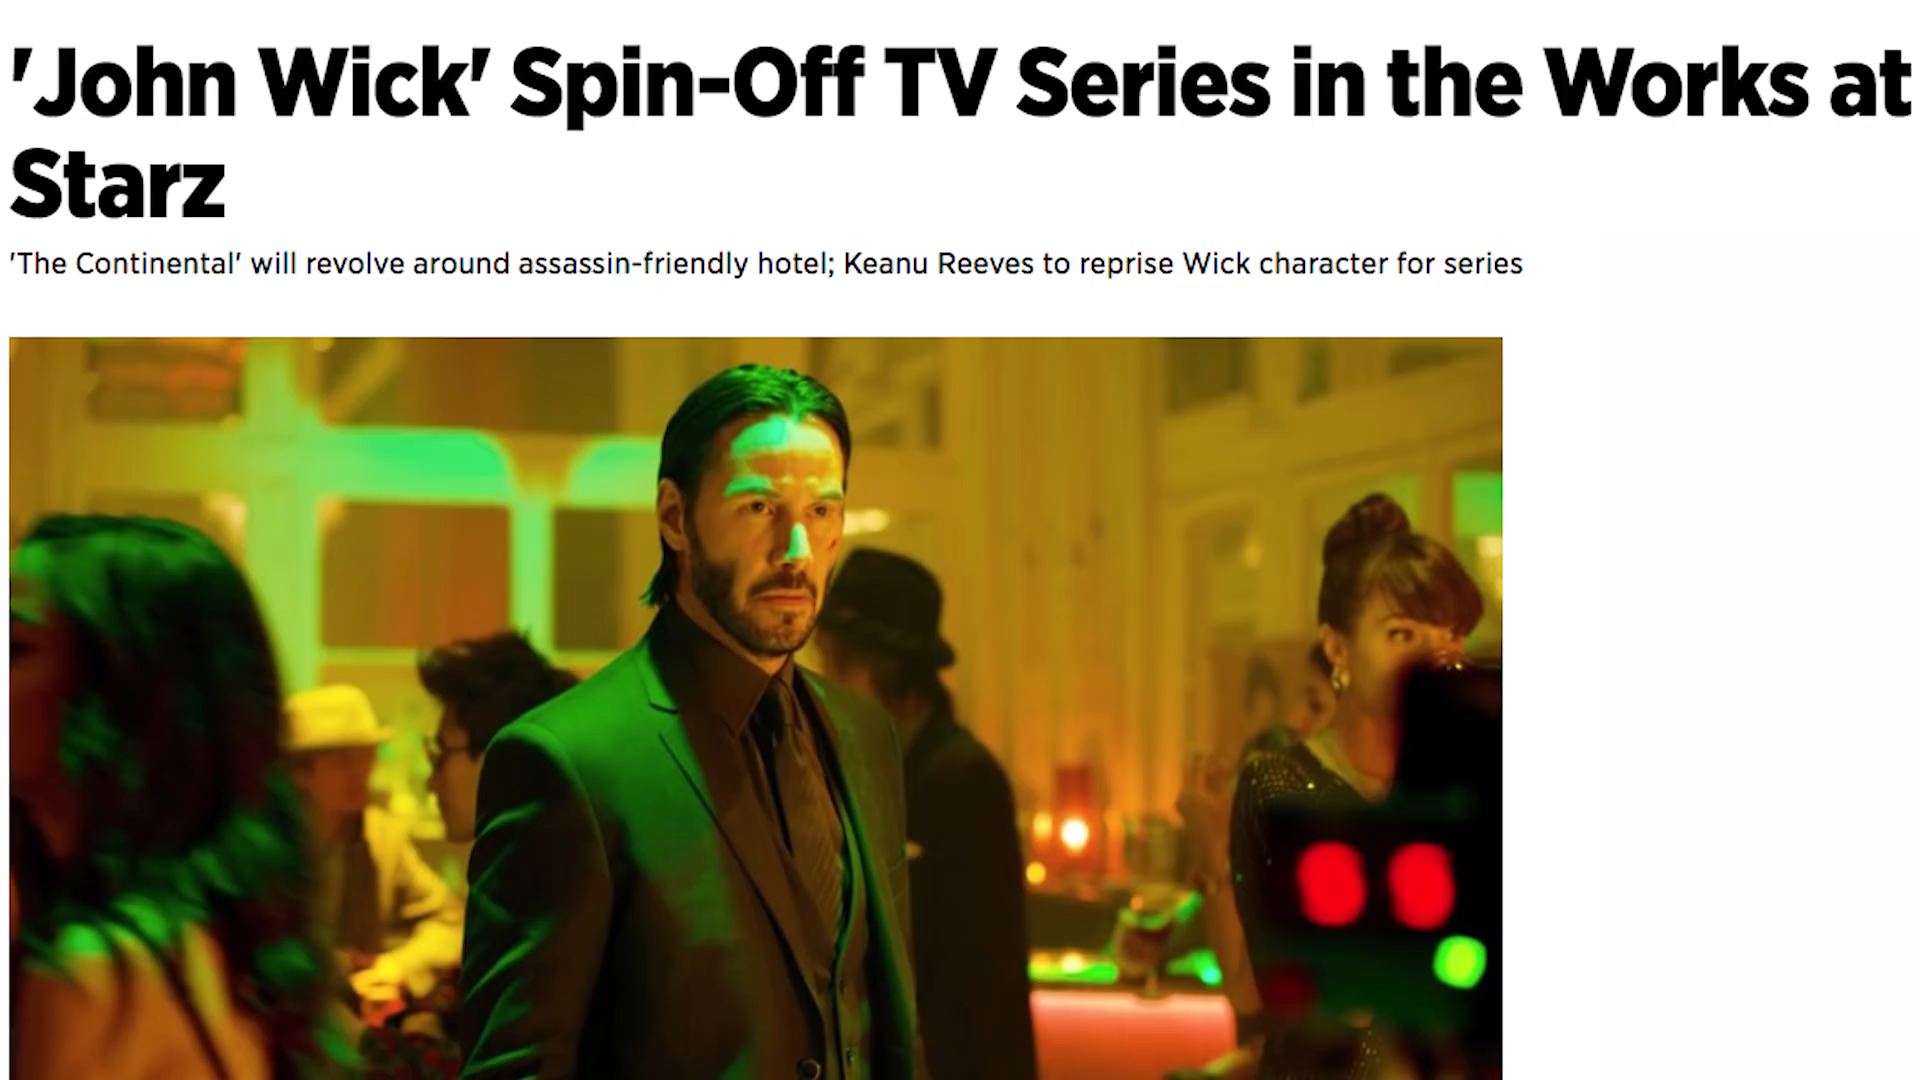 'John Wick' Spin-Off TV Series in the Works at
Starz
'The Continental' will revolve around assassin-friendly hotel; Keanu Reeves to reprise Wick character for series